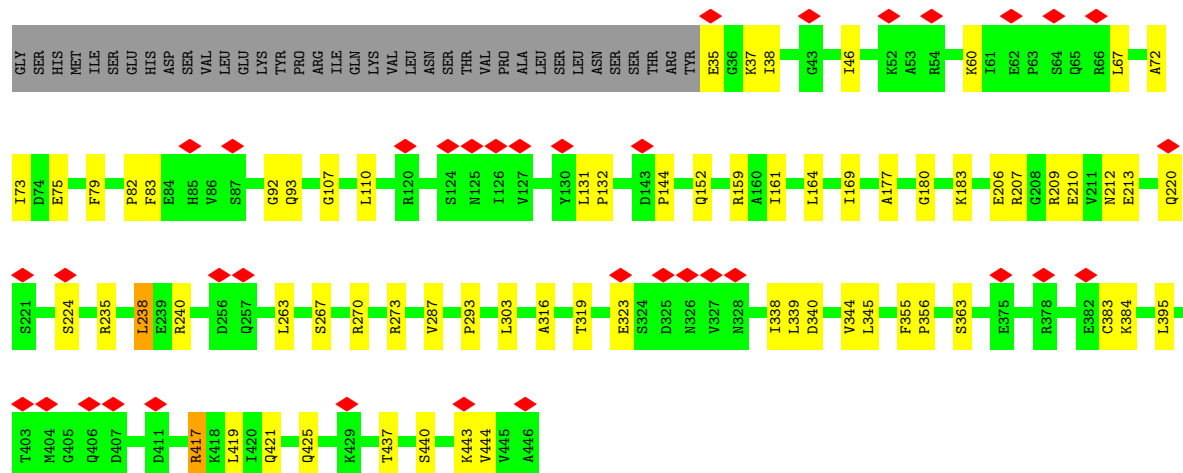 GLY SER HIS MET ILE SER GLU HIS ASP SER VAL LEU GLU LYS TYR PRO ARG ILE GLN LYS VAL LEU ASN SER THR VAL PRO ALA LEU SER LEU ASN SER SER THR ARG TYR E35 G36 K37 I38 G43 I46 K52 A53 R54 K60 I61 E62 P63 S64 Q65 R66 L67 A72
I73 D74 E75 F79 P82 F83 E84 H85 V86 S87 G92 Q93 G107 L110 R120 S124 N125 I126 V127 Y130 L131 P132 D143 P144 Q152 R159 A160 I161 L164 I169 A177 G180 K183 E206 R207 G208 R209 E210 V211 N212 E213 Q220
S221 S224 R235 L238 E239 R240 D256 Q257 L263 S267 R270 R273 V287 P293 L303 A316 T319 E323 S324 D325 N326 V327 N328 I338 L339 D340 V344 L345 F355 P356 S363 E375 R378 E382 C383 K384 L395
T403 M404 G405 Q406 D407 D411 R417 K418 L419 I420 Q421 Q425 K429 T437 S440 K443 V444 V445 A446